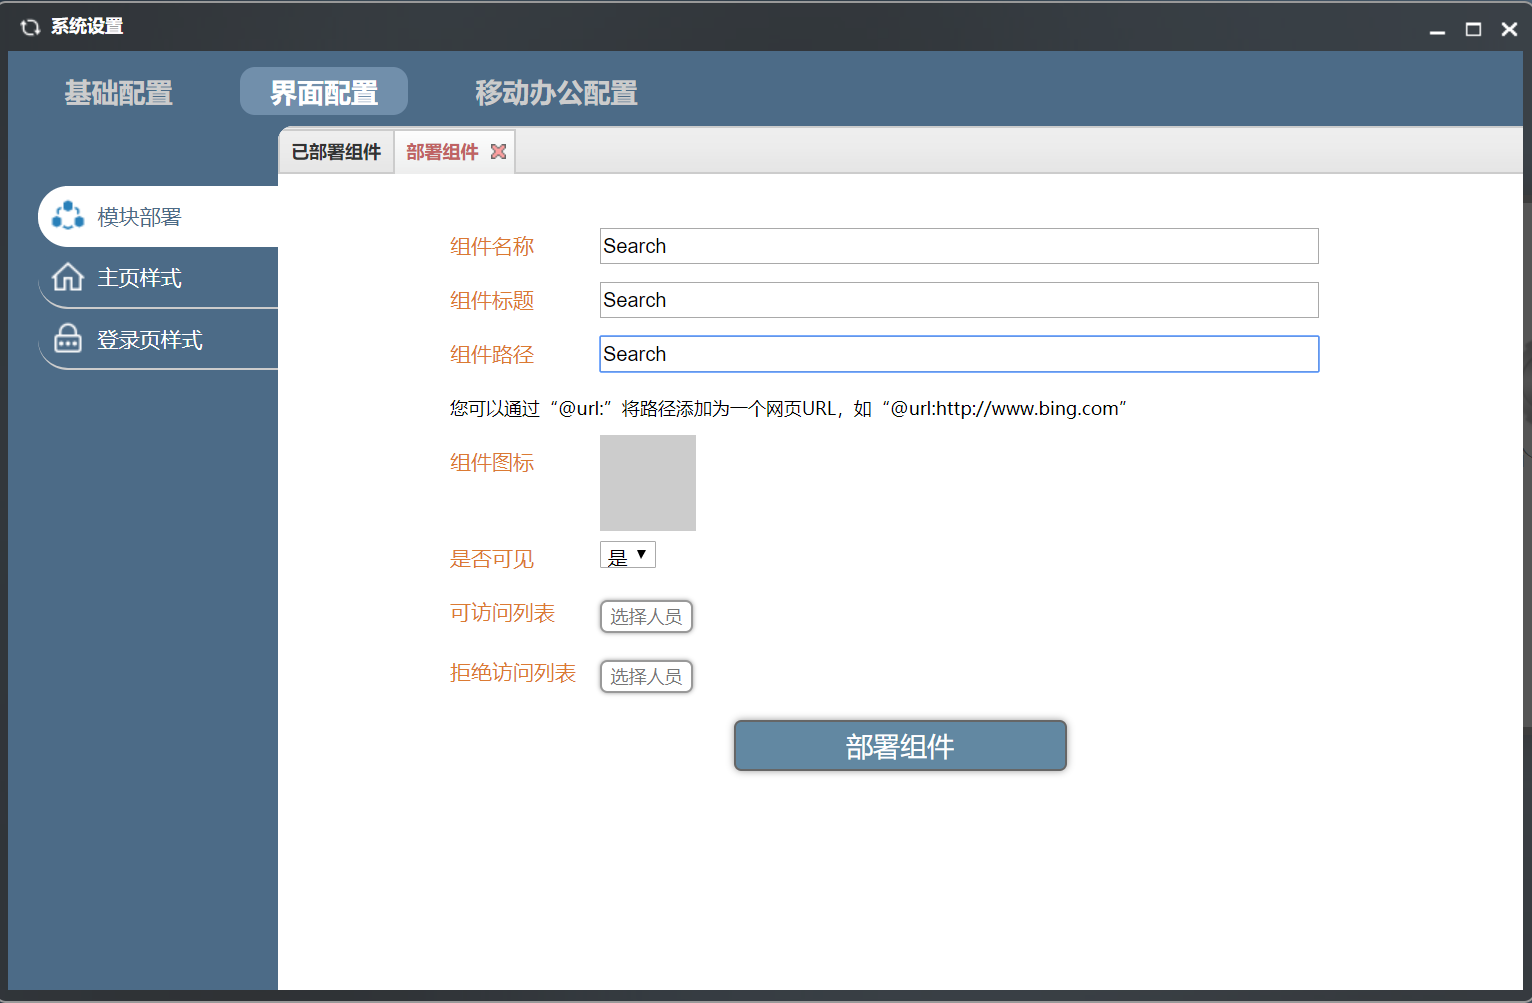 系统设置
基础配置 界面配置 移动办公配置
已部署组件 部署组件
模块部署
主页样式
登录页样式
组件名称 Search
组件标题 Search
组件路径 Search
您可以通过“@url:”将路径添加为一个网页URL，如“@url:http://www.bing.com”
组件图标
是否可见 是
可访问列表 选择人员
拒绝访问列表 选择人员
部署组件